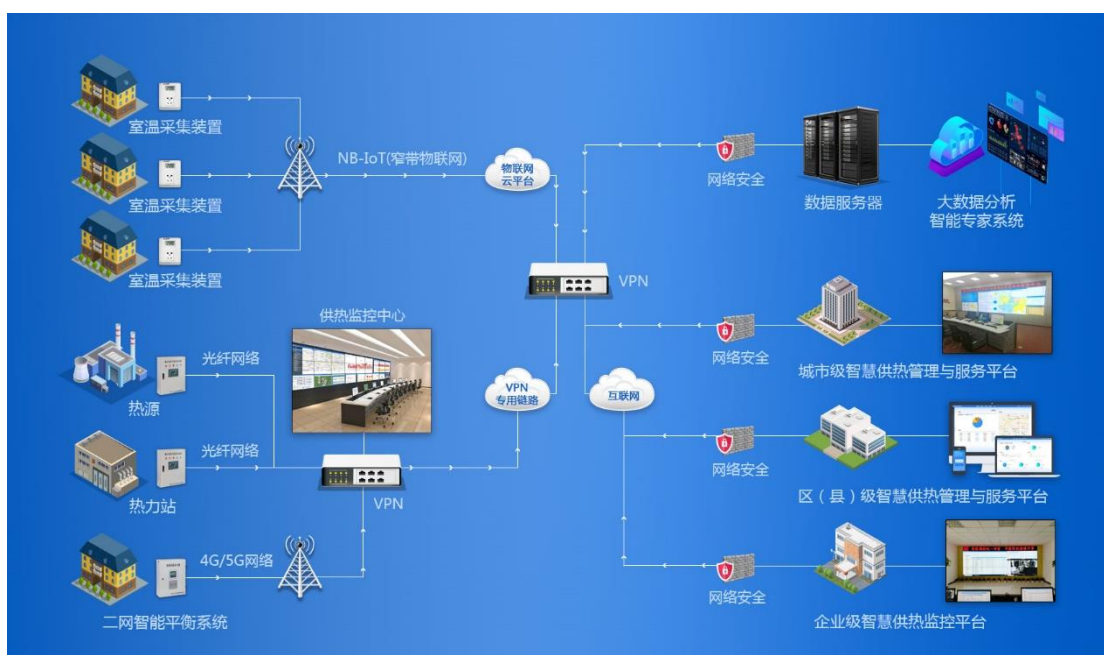 室温采集装置
室温采集装置
室温采集装置
NB-IoT(窄带物联网)
物联网
云平台
VPN
供热监控中心
光纤网络
热源
光纤网络
热力站
VPN
VPN
专用链路
4G/5G网络
二网智能平衡系统
互联网
网络安全
数据服务器
大数据分析
智能专家系统
网络安全
城市级智慧供热管理与服务平台
网络安全
区（县）级智慧供热管理与服务平台
网络安全
企业级智慧供热监控平台